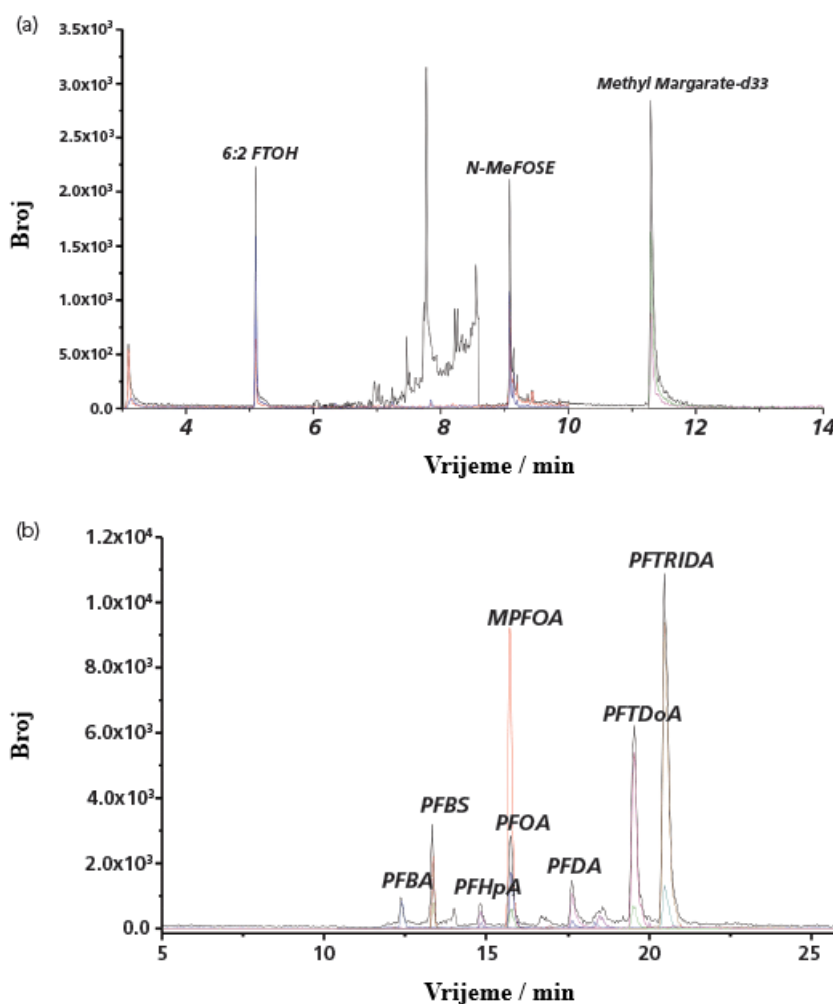 (a)
3.5x10³
3.0x10³
2.5x10³
2.0x10³
1.5x10³
1.0x10³
5.0x10²
0.0
Broj
6:2 FTOH
N-MeFOSE
Methyl Margarate-d33
4 6 8 10 12 14
Vrijeme / min
(b)
1.2x10⁴
1.0x10⁴
8.0x10³
6.0x10³
4.0x10³
2.0x10³
0.0
Broj
PFTRIDA
MPFOA
PFTDoA
PFBS
PFOA
PFDA
PFBA
PFHpA
5 10 15 20 25
Vrijeme / min